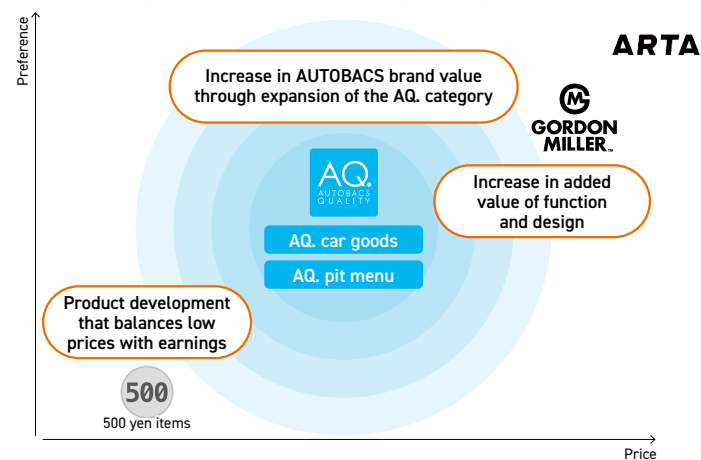 Preference
ARTA
Increase in AUTOBACS brand value
through expansion of the AQ. category
GM
GORDON
MILLER™
AQ.
AUTOBACS
QUALITY
Increase in added
value of function
and design
AQ. car goods
AQ. pit menu
Product development
that balances low
prices with earnings
500
500 yen items
Price